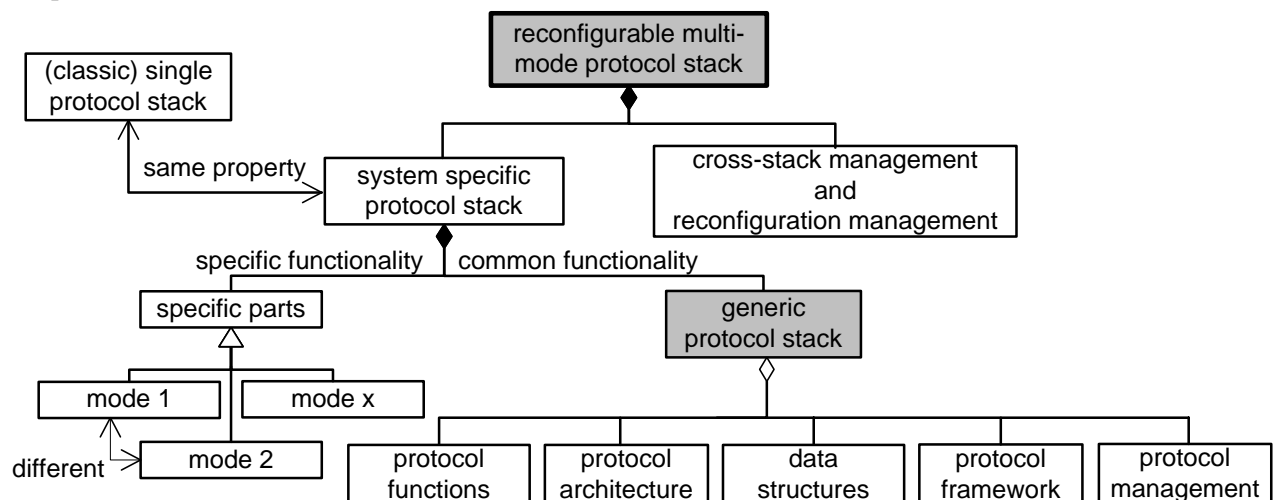 reconfigurable multi-
mode protocol stack
(classic) single
protocol stack
same property
system specific
protocol stack
cross-stack management
and
reconfiguration management
specific functionality
common functionality
specific parts
generic
protocol stack
mode 1
mode x
different
mode 2
protocol
functions
protocol
architecture
data
structures
protocol
framework
protocol
management